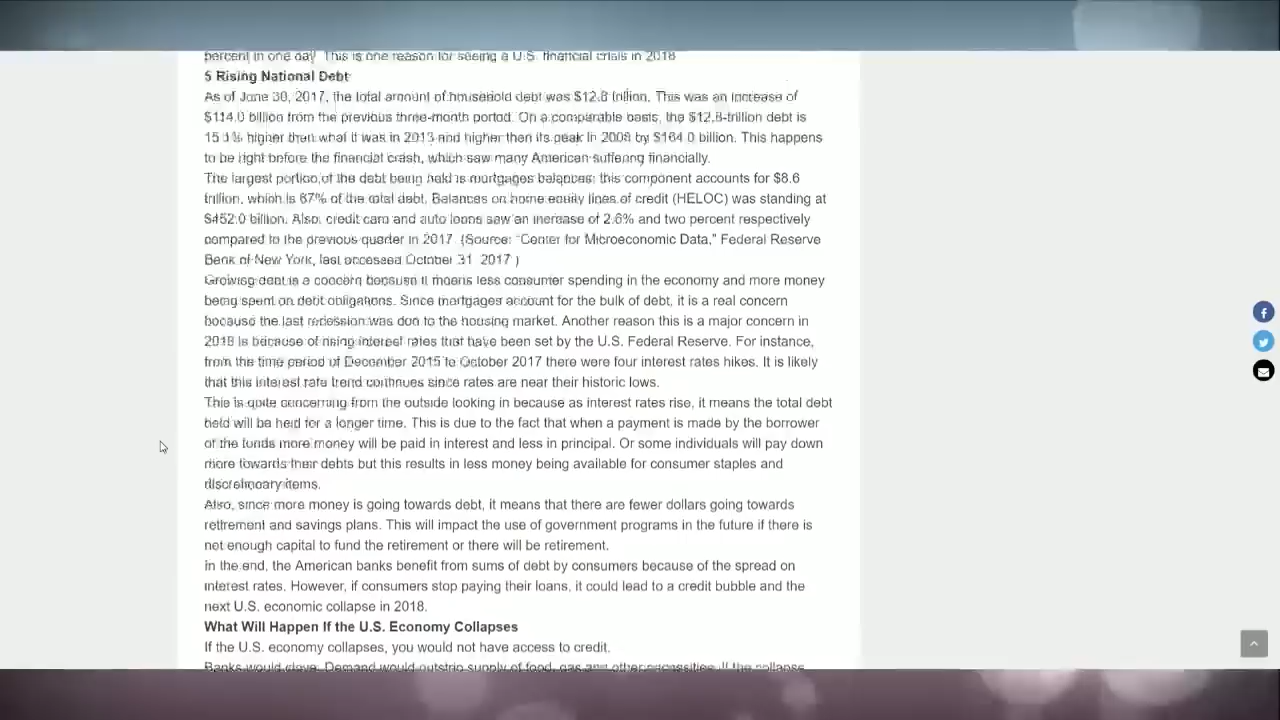 percent in one day. This is one reason for seeing a U.S. financial crisis in 2018
5 Rising National Debt
As of June 30, 2017, the total amount of household debt was $12.8 trillion. This was an increase of
$114.0 billion from the previous three-month period. On a comparable basis, the $12.8-trillion debt is
15.1% higher than what it was in 2013 and higher than its peak in 2008 by $164.0 billion. This happens
to be right before the financial crash, which saw many American suffering financially.
The largest portion of the debt being held is mortgages balances; this component accounts for $8.6
trillion, which is 67% of the total debt. Balances on home equity lines of credit (HELOC) was standing at
$452.0 billion. Also, credit card and auto loans saw an increase of 2.6% and two percent respectively
compared to the previous quarter in 2017. (Source: "Center for Microeconomic Data," Federal Reserve
Bank of New York, last accessed October 31, 2017.)
Growing debt is a concern because it means less consumer spending in the economy and more money
being spent on debt obligations. Since mortgages account for the bulk of debt, it is a real concern
because the last recession was due to the housing market. Another reason this is a major concern in
2018 is because of rising interest rates that have been set by the U.S. Federal Reserve. For instance,
from the time period of December 2015 to October 2017 there were four interest rates hikes. It is likely
that this interest rate trend continues since rates are near their historic lows.
This is quite concerning from the outside looking in because as interest rates rise, it means the total debt
held will be held for a longer time. This is due to the fact that when a payment is made by the borrower
of the funds more money will be paid in interest and less in principal. Or some individuals will pay down
more towards their debts but this results in less money being available for consumer staples and
discretionary items.
Also, since more money is going towards debt, it means that there are fewer dollars going towards
retirement and savings plans. This will impact the use of government programs in the future if there is
not enough capital to fund the retirement or there will be retirement.
In the end, the American banks benefit from sums of debt by consumers because of the spread on
interest rates. However, if consumers stop paying their loans, it could lead to a credit bubble and the
next U.S. economic collapse in 2018.
What Will Happen If the U.S. Economy Collapses
If the U.S. economy collapses, you would not have access to credit.
Banks would close. Demand would outstrip supply of food, gas and other necessities. If the collapse